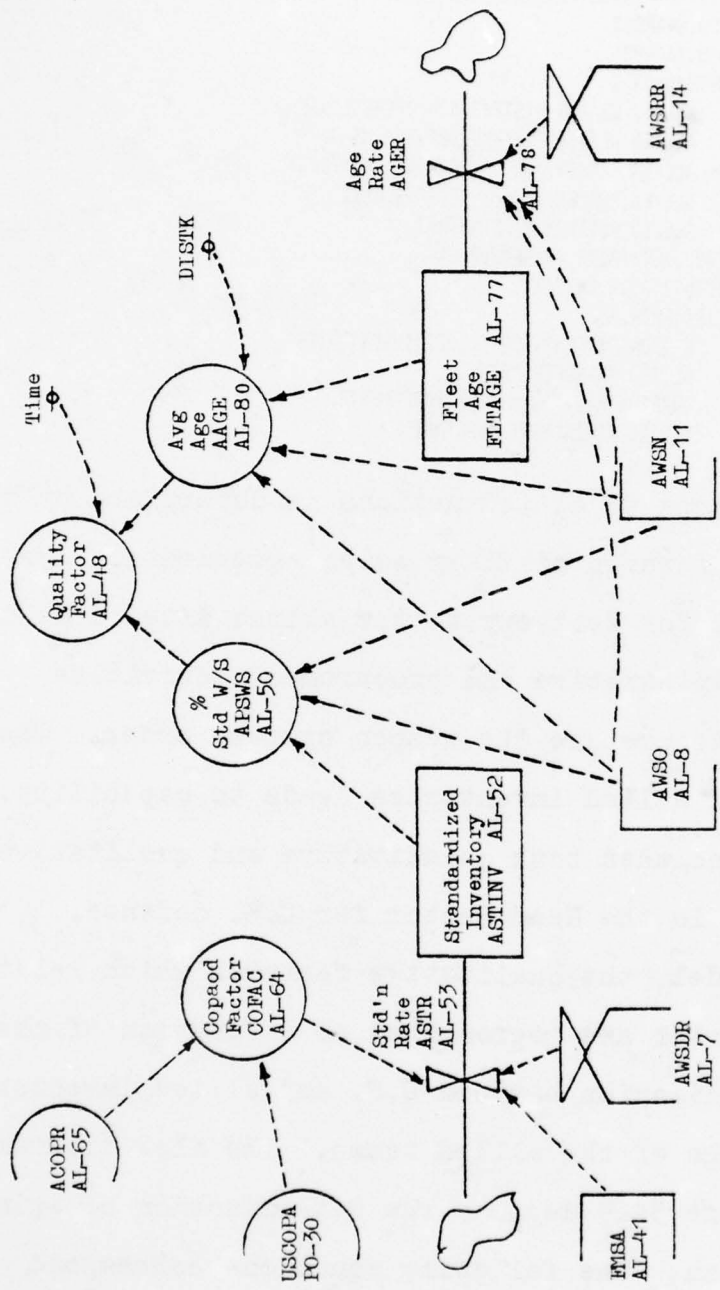 Time
Quality
Factor
AL-48
DISTK
Avg
Age
AAGE
AL-80
%
Std W/S
APSWS
AL-50
Age
Rate
AGER
AL-78
Fleet
Age
FLTAGE AL-77
AWSRR
AL-14
AWSN
AL-11
AWSO
AL-8
ACOPR
AL-65
Copaod
Factor
COFAC
AL-64
USCOPA
PO-30
Std'n
Rate
ASTR
AL-53
Standardized
Inventory
ASTINV AL-52
AWSDR
AL-7
FMSA
AL-41